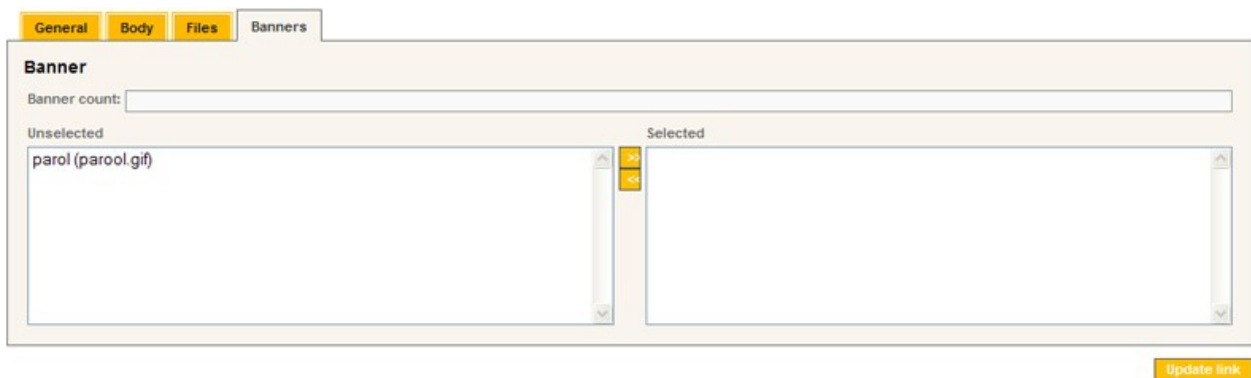 General Body Files Banners
Banner
Banner count:
Unselected Selected
parol (parool.gif) >>
<<
Update link